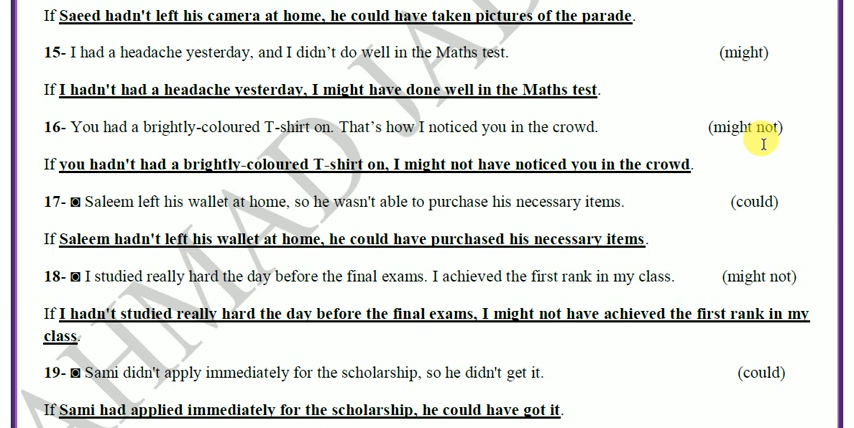 If Saeed hadn't left his camera at home, he could have taken pictures of the parade.
15- I had a headache yesterday, and I didn't do well in the Maths test. (might)
If I hadn't had a headache yesterday, I might have done well in the Maths test.
16- You had a brightly-coloured T-shirt on. That's how I noticed you in the crowd. (might not)
If you hadn't had a brightly-coloured T-shirt on, I might not have noticed you in the crowd.
17- ◙ Saleem left his wallet at home, so he wasn't able to purchase his necessary items. (could)
If Saleem hadn't left his wallet at home, he could have purchased his necessary items.
18- ◙ I studied really hard the day before the final exams. I achieved the first rank in my class. (might not)
If I hadn't studied really hard the day before the final exams, I might not have achieved the first rank in my
class.
19- ◙ Sami didn't apply immediately for the scholarship, so he didn't get it. (could)
If Sami had applied immediately for the scholarship, he could have got it.
AHMAD JAD